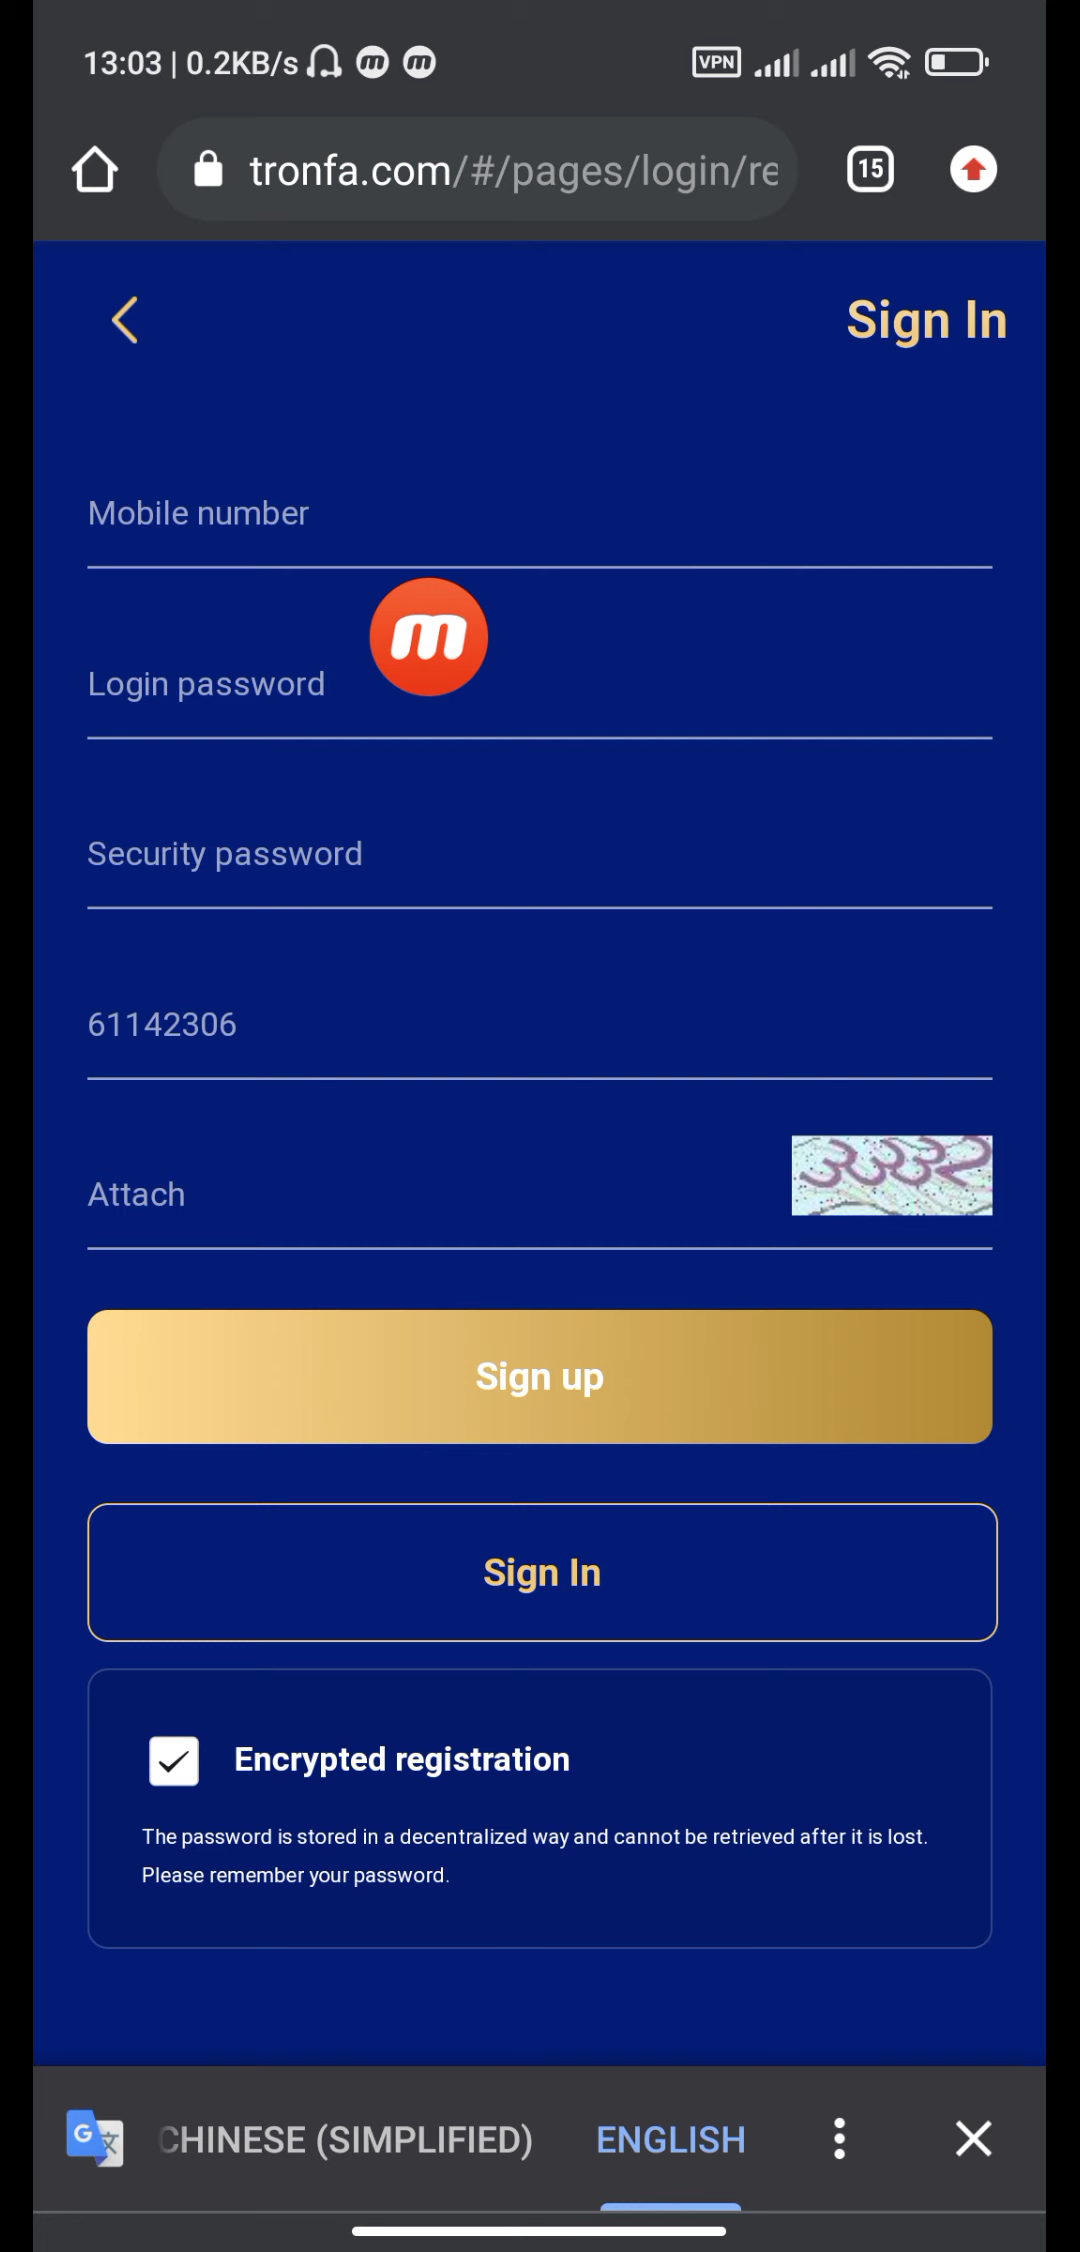 13:03 | 0.2KB/s
VPN
tronfa.com/#/pages/login/re
15
Sign In
Mobile number
m
Login password
Security password
61142306
3332
Attach
Sign up
Sign In
Encrypted registration
The password is stored in a decentralized way and cannot be retrieved after it is lost.
Please remember your password.
CHINESE (SIMPLIFIED) ENGLISH